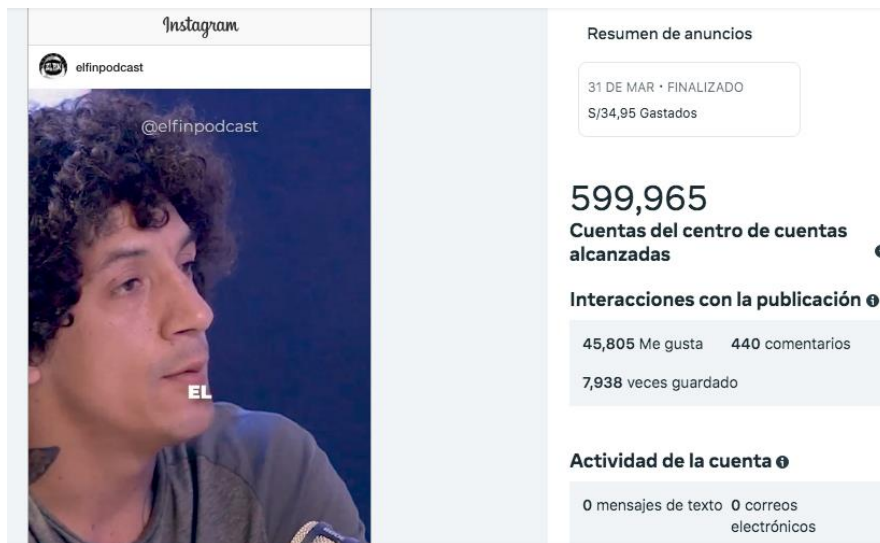 Instagram
elfinpodcast
@elfinpodcast
EL
Resumen de anuncios
31 DE MAR • FINALIZADO
S/34,95 Gastados
599,965
Cuentas del centro de cuentas
alcanzadas
Interacciones con la publicación
45,805 Me gusta 440 comentarios
7,938 veces guardado
Actividad de la cuenta
0 mensajes de texto 0 correos
electrónicos